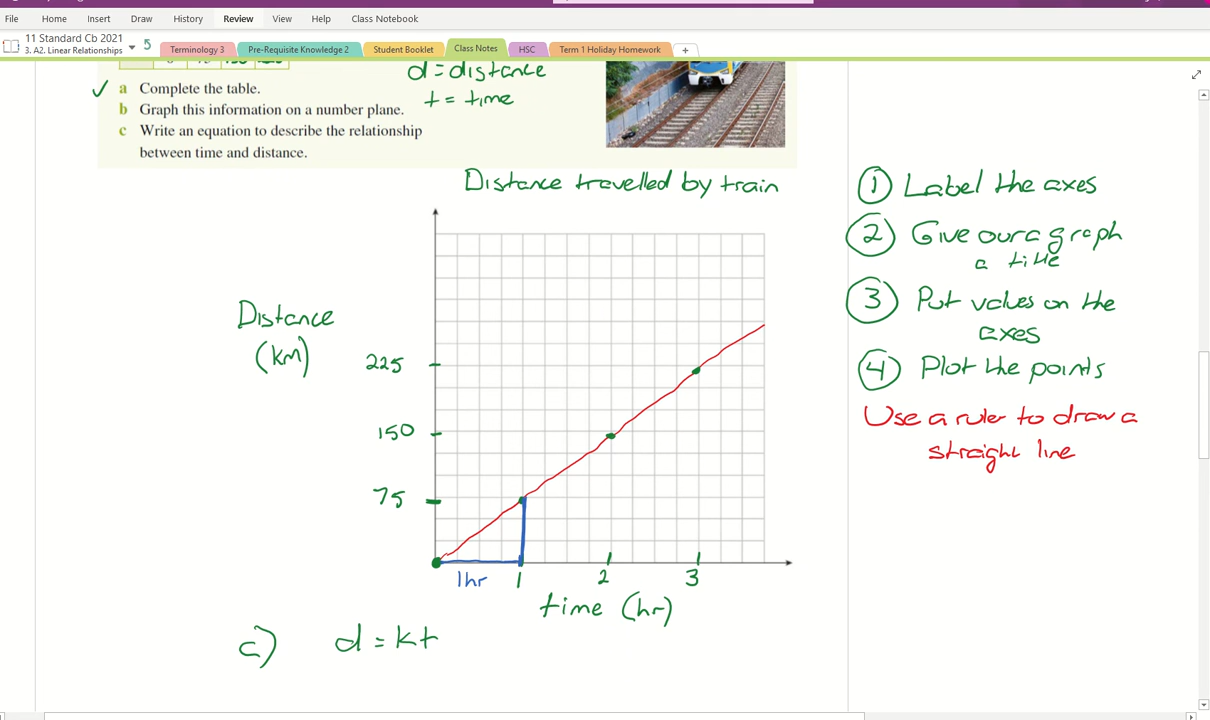 File Home Insert Draw History Review View Help Class Notebook
11 Standard Cb 2021
3. A2. Linear Relationships
5
Terminology 3 Pre-Requisite Knowledge 2 Student Booklet Class Notes HSC Term 1 Holiday Homework +
d = distance
t = time
✓ a Complete the table.
b Graph this information on a number plane.
c Write an equation to describe the relationship
between time and distance.
Distance travelled by train
Distance
(km)
225
150
75
1hr 1 2 3
time (hr)
c) d = kt
① Label the axes
② Give our a graph
a title
③ Put values on the
axes
④ Plot the points
Use a ruler to draw a
straight line